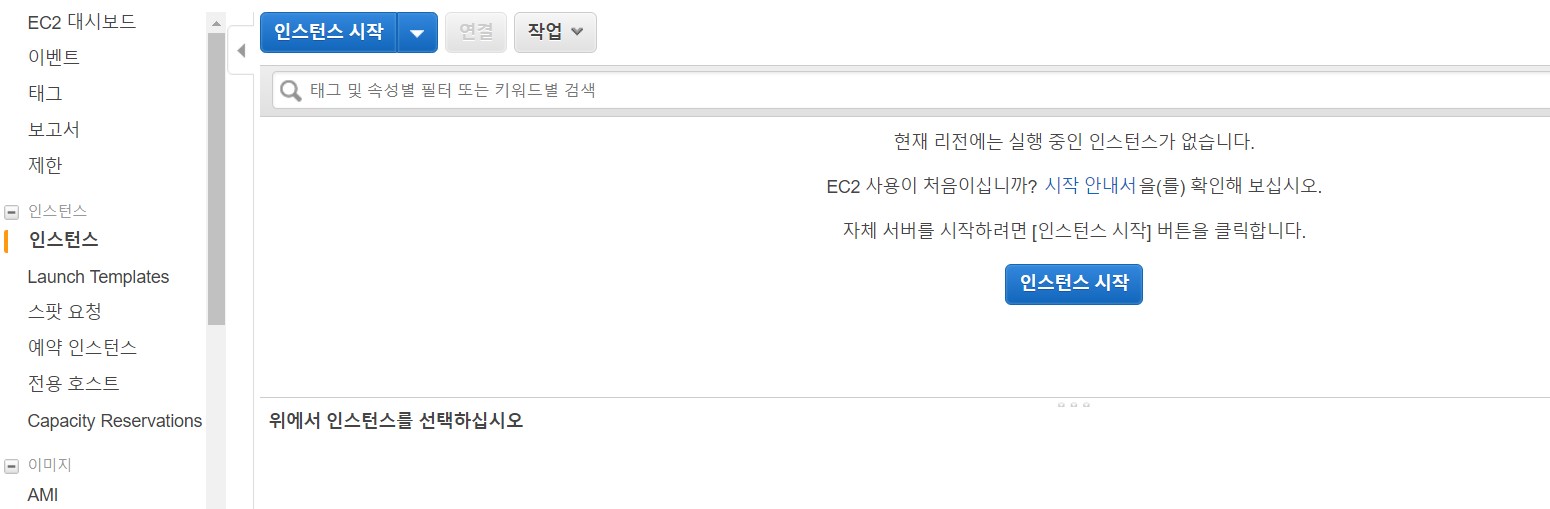 EC2 대시보드
이벤트
태그
보고서
제한
인스턴스
인스턴스
Launch Templates
스팟 요청
예약 인스턴스
전용 호스트
Capacity Reservations
이미지
AMI
인스턴스 시작
연결
작업
태그 및 속성별 필터 또는 키워드별 검색
현재 리전에는 실행 중인 인스턴스가 없습니다.
EC2 사용이 처음이십니까? 시작 안내서을(를) 확인해 보십시오.
자체 서버를 시작하려면 [인스턴스 시작] 버튼을 클릭합니다.
인스턴스 시작
위에서 인스턴스를 선택하십시오